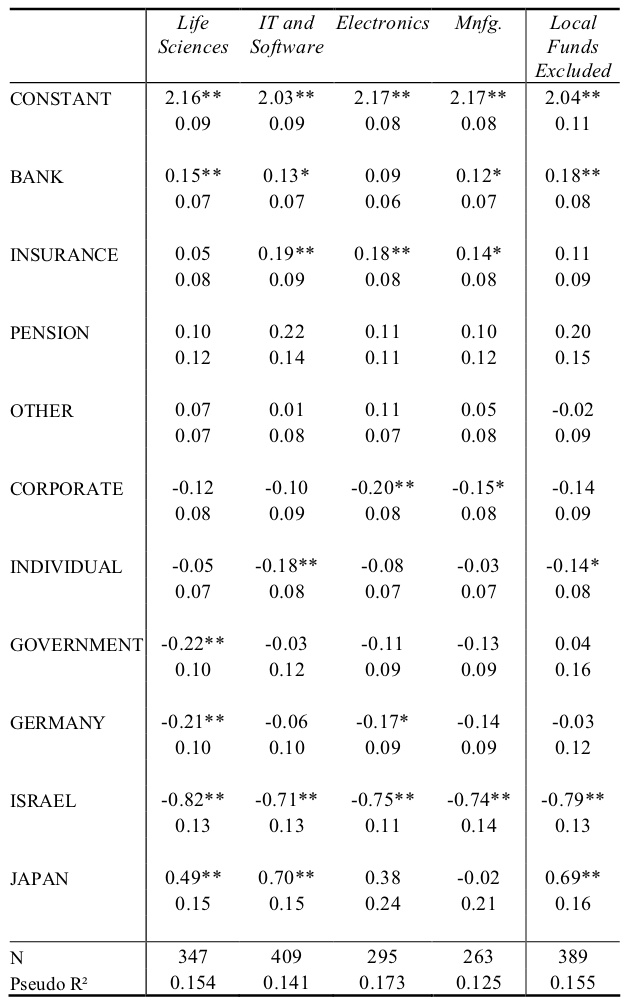 Life Sciences IT and Software Electronics Mnfg. Local Funds Excluded
CONSTANT 2.16** 2.03** 2.17** 2.17** 2.04**
0.09 0.09 0.08 0.08 0.11
BANK 0.15** 0.13* 0.09 0.12* 0.18**
0.07 0.07 0.06 0.07 0.08
INSURANCE 0.05 0.19** 0.18** 0.14* 0.11
0.08 0.09 0.08 0.08 0.09
PENSION 0.10 0.22 0.11 0.10 0.20
0.12 0.14 0.11 0.12 0.15
OTHER 0.07 0.01 0.11 0.05 -0.02
0.07 0.08 0.07 0.08 0.09
CORPORATE -0.12 -0.10 -0.20** -0.15* -0.14
0.08 0.09 0.08 0.08 0.09
INDIVIDUAL -0.05 -0.18** -0.08 -0.03 -0.14*
0.07 0.08 0.07 0.07 0.08
GOVERNMENT -0.22** -0.03 -0.11 -0.13 0.04
0.10 0.12 0.09 0.09 0.16
GERMANY -0.21** -0.06 -0.17* -0.14 -0.03
0.10 0.10 0.09 0.09 0.12
ISRAEL -0.82** -0.71** -0.75** -0.74** -0.79**
0.13 0.13 0.11 0.14 0.13
JAPAN 0.49** 0.70** 0.38 -0.02 0.69**
0.15 0.15 0.24 0.21 0.16
N 347 409 295 263 389
Pseudo R² 0.154 0.141 0.173 0.125 0.155